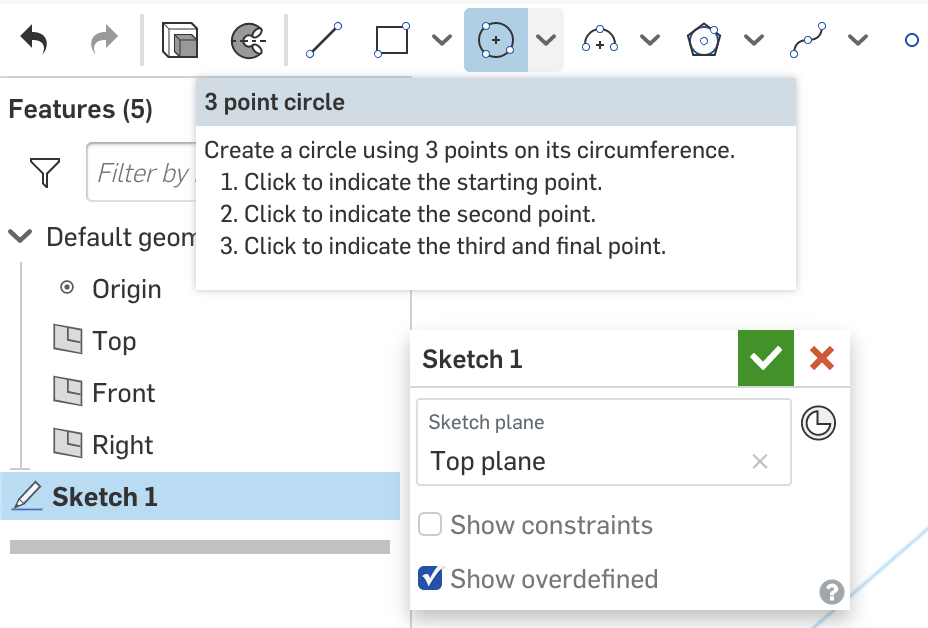 3 point circle
Create a circle using 3 points on its circumference.
1. Click to indicate the starting point.
2. Click to indicate the second point.
3. Click to indicate the third and final point.
Features (5)
Filter by
Default geom
Origin
Top
Front
Right
Sketch 1
Sketch 1
Sketch plane
Top plane
Show constraints
Show overdefined
?